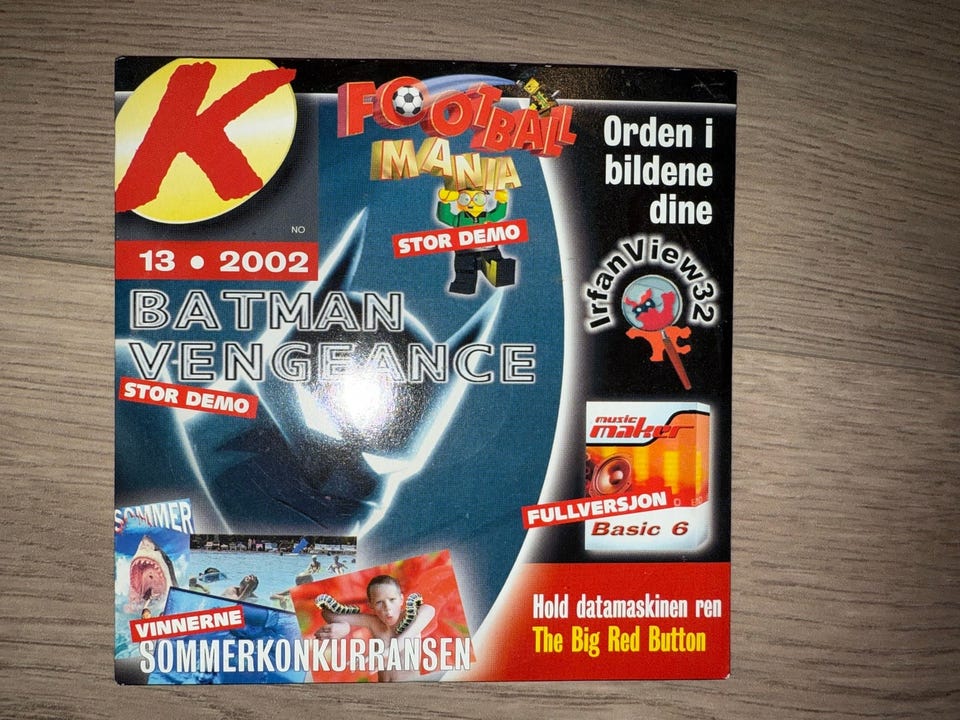 K
NO
13 • 2002
FOOTBALL
MANIA
STOR DEMO
Orden i
bildene
dine
IrfanView32
BATMAN
VENGEANCE
STOR DEMO
music
maker
FULLVERSJON
Basic 6
SOMMER
VINNERNE
SOMMERKONKURRANSEN
Hold datamaskinen ren
The Big Red Button